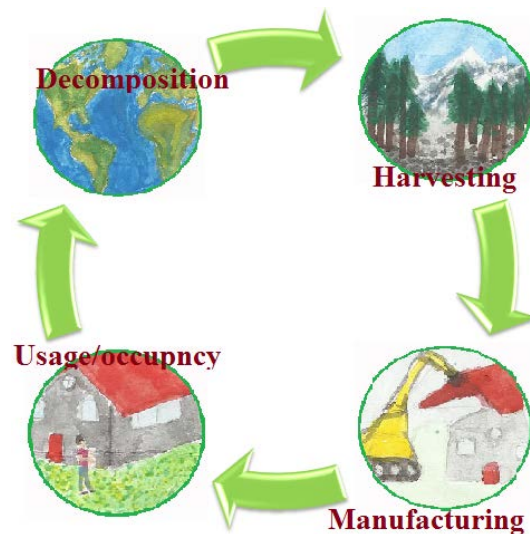 Decomposition
Harvesting
Usage/occupncy
Manufacturing